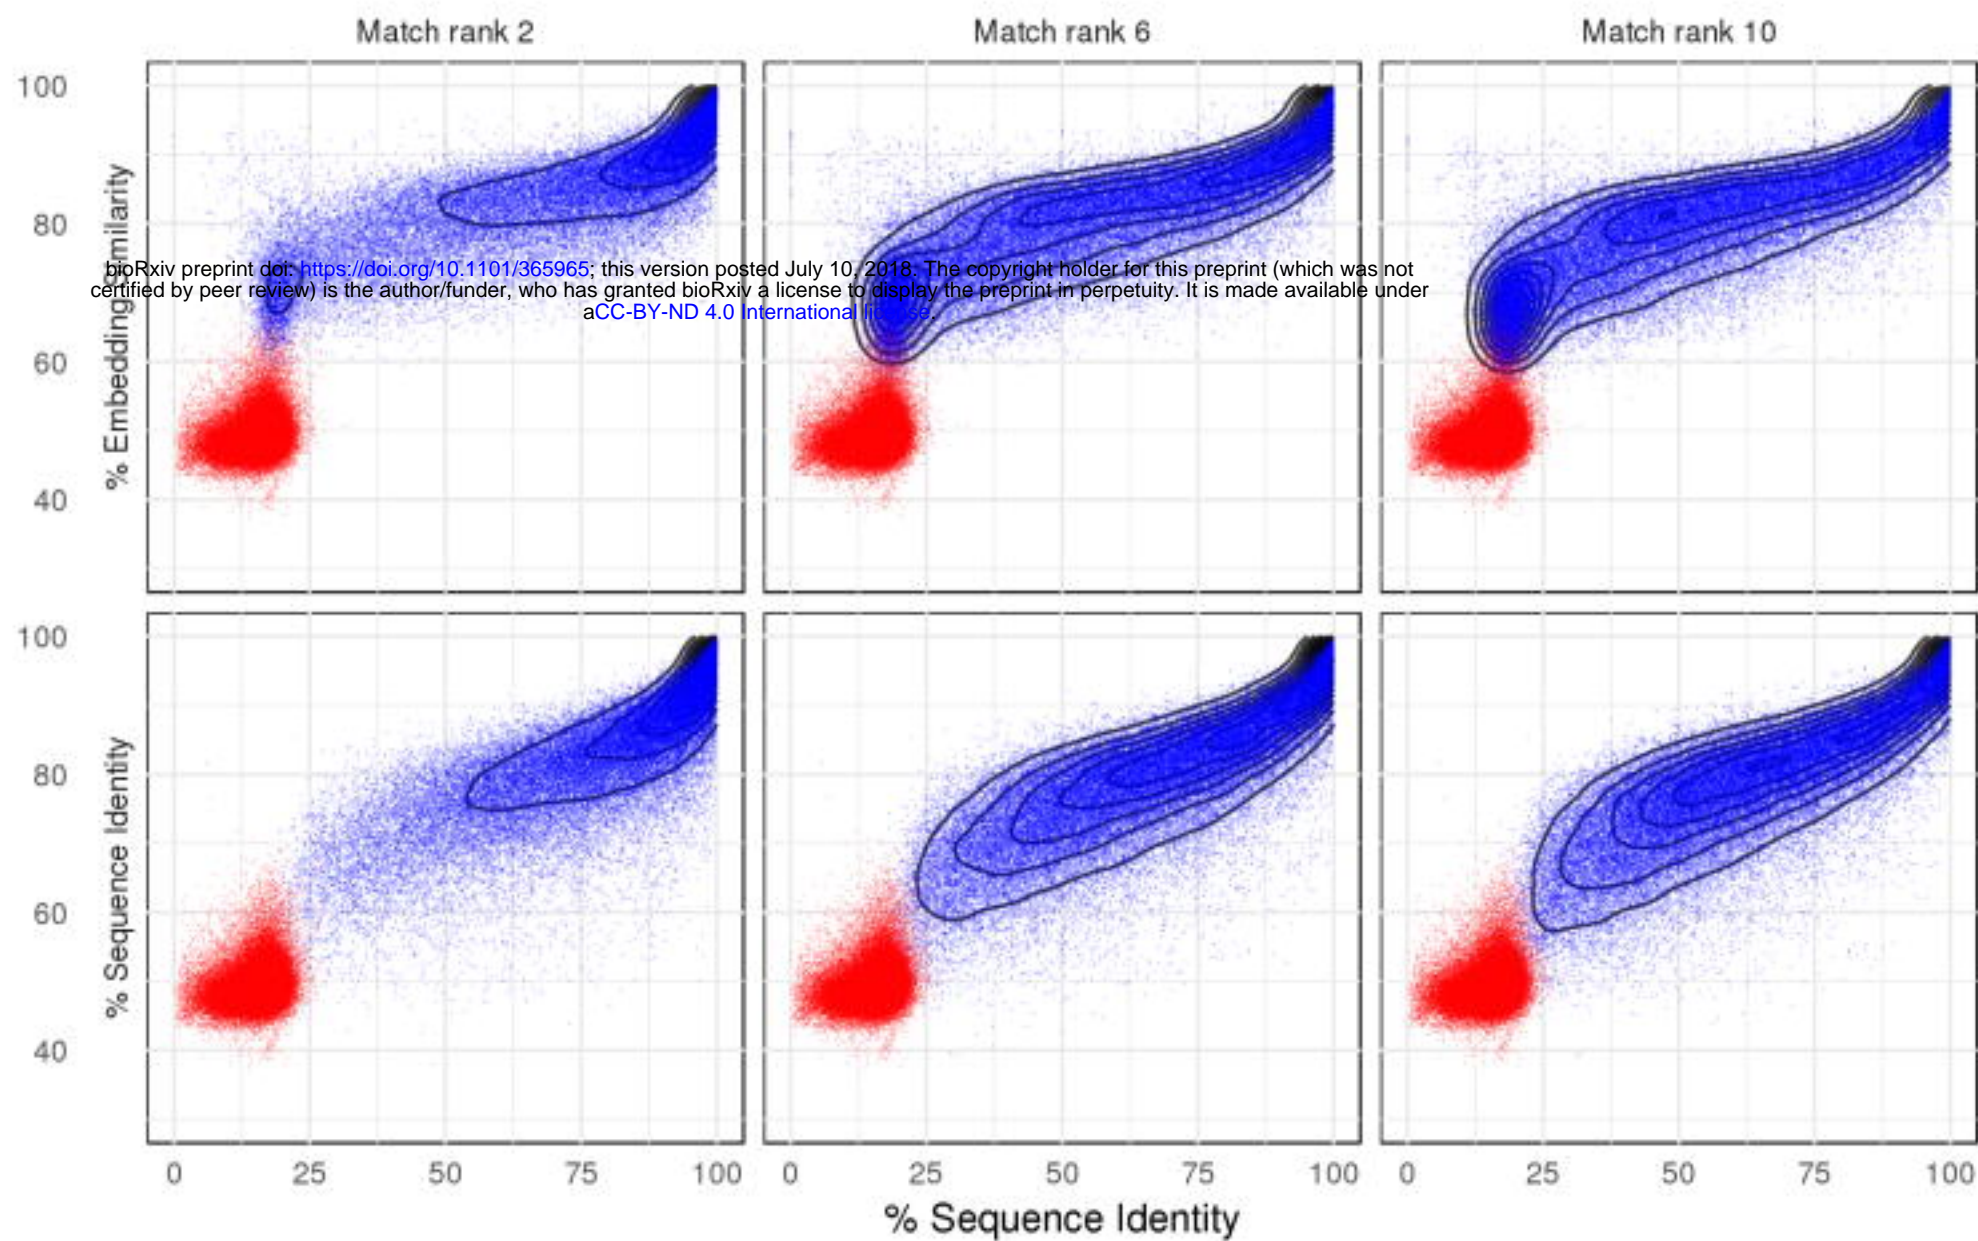 Match rank 2 Match rank 6 Match rank 10
100
80
60
40
% Embedding Similarity
bioRxiv preprint doi: https://doi.org/10.1101/365965; this version posted July 10, 2018. The copyright holder for this preprint (which was not
certified by peer review) is the author/funder, who has granted bioRxiv a license to display the preprint in perpetuity. It is made available under
aCC-BY-ND 4.0 International license.
100
80
60
40
% Sequence Identity
0 25 50 75 100 0 25 50 75 100 0 25 50 75 100
% Sequence Identity